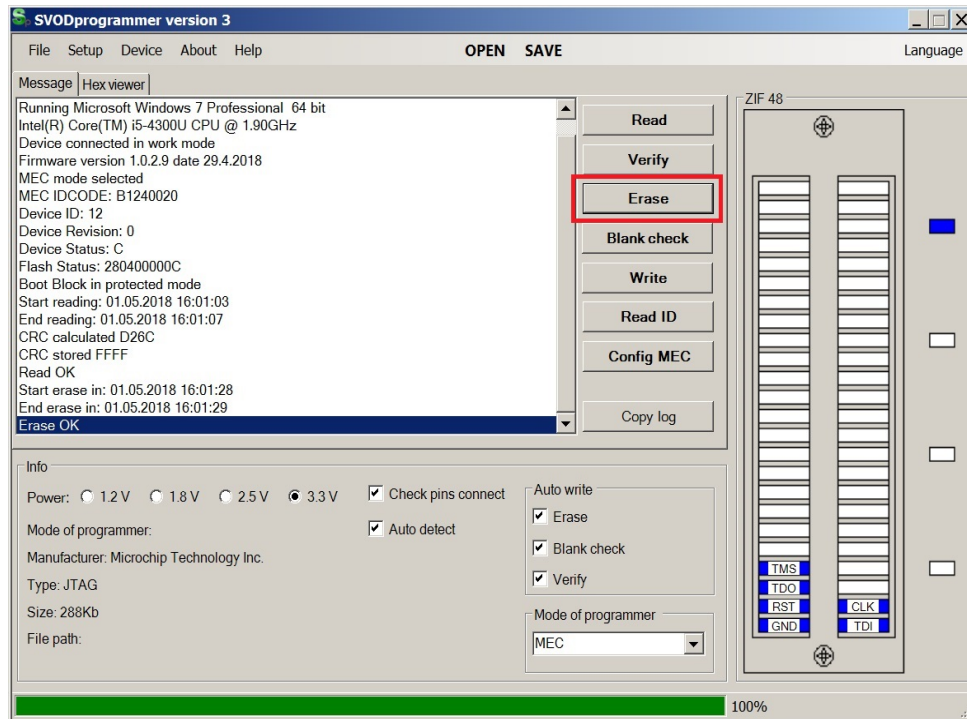 SVODprogrammer version 3
File Setup Device About Help OPEN SAVE Language
Message Hex viewer
Running Microsoft Windows 7 Professional 64 bit
Intel(R) Core(TM) i5-4300U CPU @ 1.90GHz
Device connected in work mode
Firmware version 1.0.2.9 date 29.4.2018
MEC mode selected
MEC IDCODE: B1240020
Device ID: 12
Device Revision: 0
Device Status: C
Flash Status: 280400000C
Boot Block in protected mode
Start reading: 01.05.2018 16:01:03
End reading: 01.05.2018 16:01:07
CRC calculated D26C
CRC stored FFFF
Read OK
Start erase in: 01.05.2018 16:01:28
End erase in: 01.05.2018 16:01:29
Erase OK
Read
Verify
Erase
Blank check
Write
Read ID
Config MEC
Copy log
ZIF 48
TMS
TDO
RST CLK
GND TDI
Info
Power: 1.2 V 1.8 V 2.5 V 3.3 V
Mode of programmer:
Manufacturer: Microchip Technology Inc.
Type: JTAG
Size: 288Kb
File path:
Check pins connect
Auto detect
Auto write
Erase
Blank check
Verify
Mode of programmer
MEC
100%